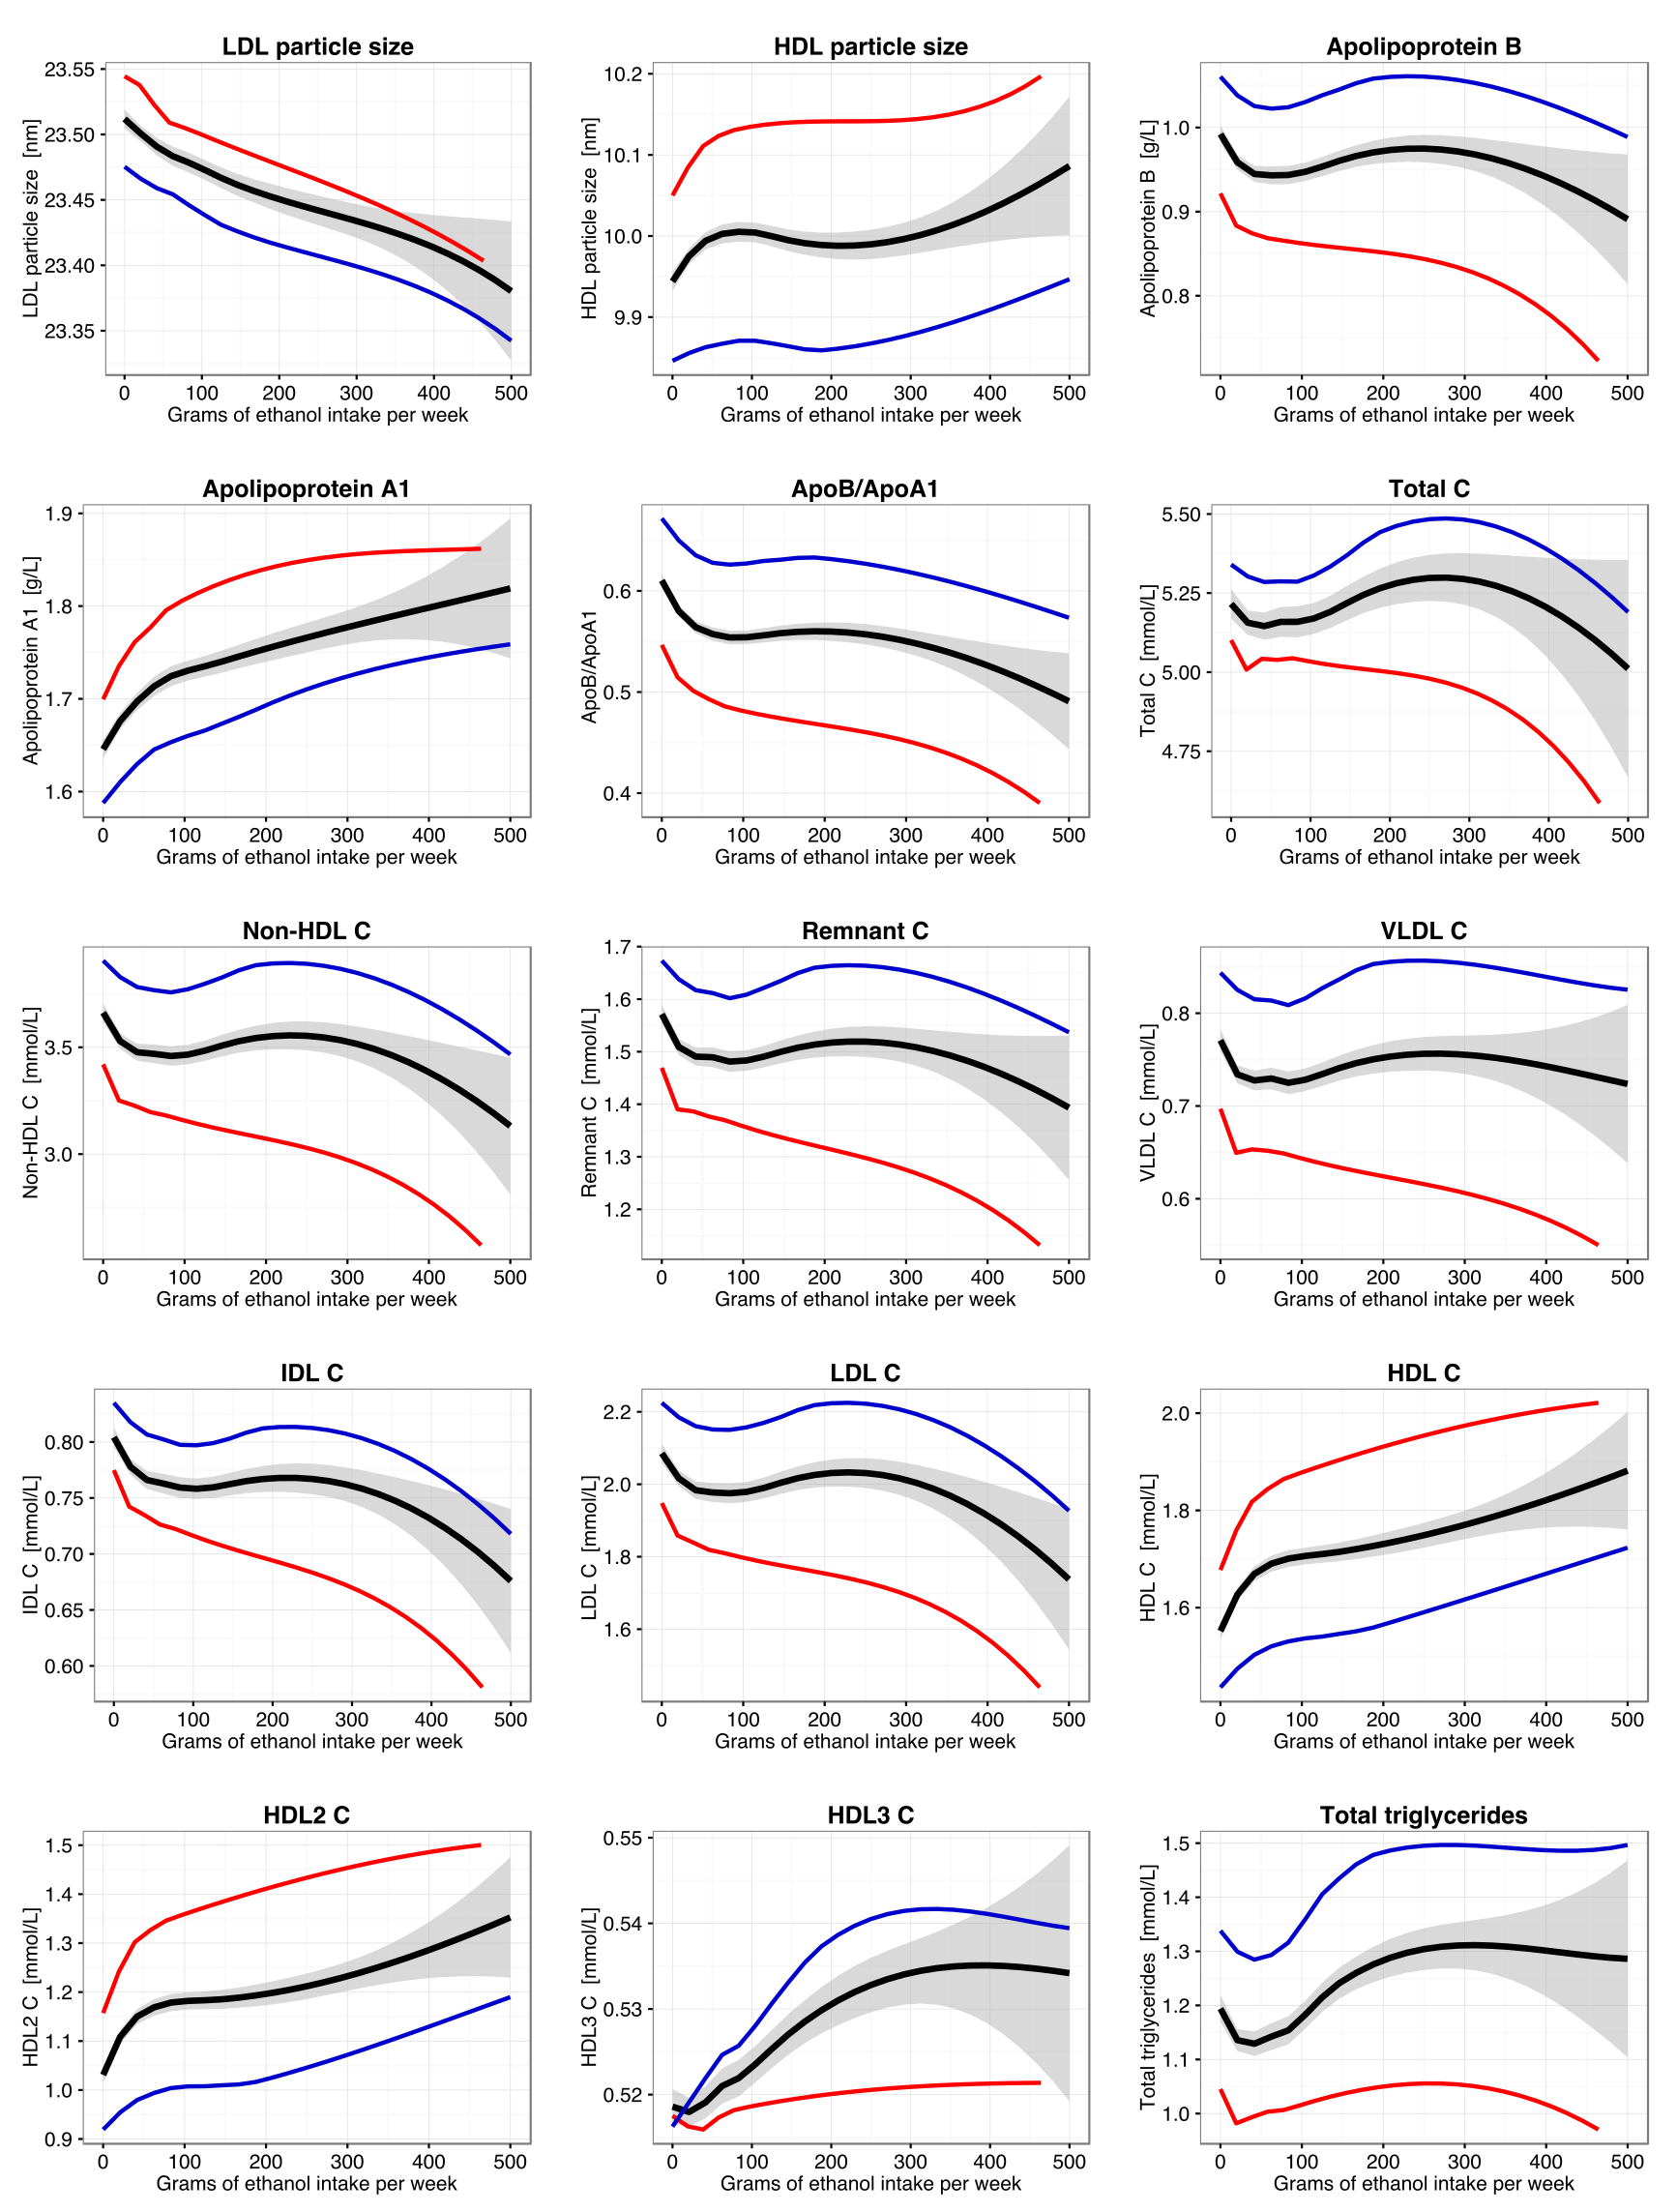 LDL particle size
LDL particle size [nm]
23.55
23.50
23.45
23.40
23.35
0 100 200 300 400 500
Grams of ethanol intake per week
HDL particle size
HDL particle size [nm]
10.2
10.1
10.0
9.9
0 100 200 300 400 500
Grams of ethanol intake per week
Apolipoprotein B
Apolipoprotein B [g/L]
1.0
0.9
0.8
0 100 200 300 400 500
Grams of ethanol intake per week
Apolipoprotein A1
Apolipoprotein A1 [g/L]
1.9
1.8
1.7
1.6
0 100 200 300 400 500
Grams of ethanol intake per week
ApoB/ApoA1
ApoB/ApoA1
0.6
0.5
0.4
0 100 200 300 400 500
Grams of ethanol intake per week
Total C
Total C [mmol/L]
5.50
5.25
5.00
4.75
0 100 200 300 400 500
Grams of ethanol intake per week
Non-HDL C
Non-HDL C [mmol/L]
3.5
3.0
0 100 200 300 400 500
Grams of ethanol intake per week
Remnant C
Remnant C [mmol/L]
1.7
1.6
1.5
1.4
1.3
1.2
0 100 200 300 400 500
Grams of ethanol intake per week
VLDL C
VLDL C [mmol/L]
0.8
0.7
0.6
0 100 200 300 400 500
Grams of ethanol intake per week
IDL C
IDL C [mmol/L]
0.80
0.75
0.70
0.65
0.60
0 100 200 300 400 500
Grams of ethanol intake per week
LDL C
LDL C [mmol/L]
2.2
2.0
1.8
1.6
0 100 200 300 400 500
Grams of ethanol intake per week
HDL C
HDL C [mmol/L]
2.0
1.8
1.6
0 100 200 300 400 500
Grams of ethanol intake per week
HDL2 C
HDL2 C [mmol/L]
1.5
1.4
1.3
1.2
1.1
1.0
0.9
0 100 200 300 400 500
Grams of ethanol intake per week
HDL3 C
HDL3 C [mmol/L]
0.55
0.54
0.53
0.52
0 100 200 300 400 500
Grams of ethanol intake per week
Total triglycerides
Total triglycerides [mmol/L]
1.5
1.4
1.3
1.2
1.1
1.0
0 100 200 300 400 500
Grams of ethanol intake per week